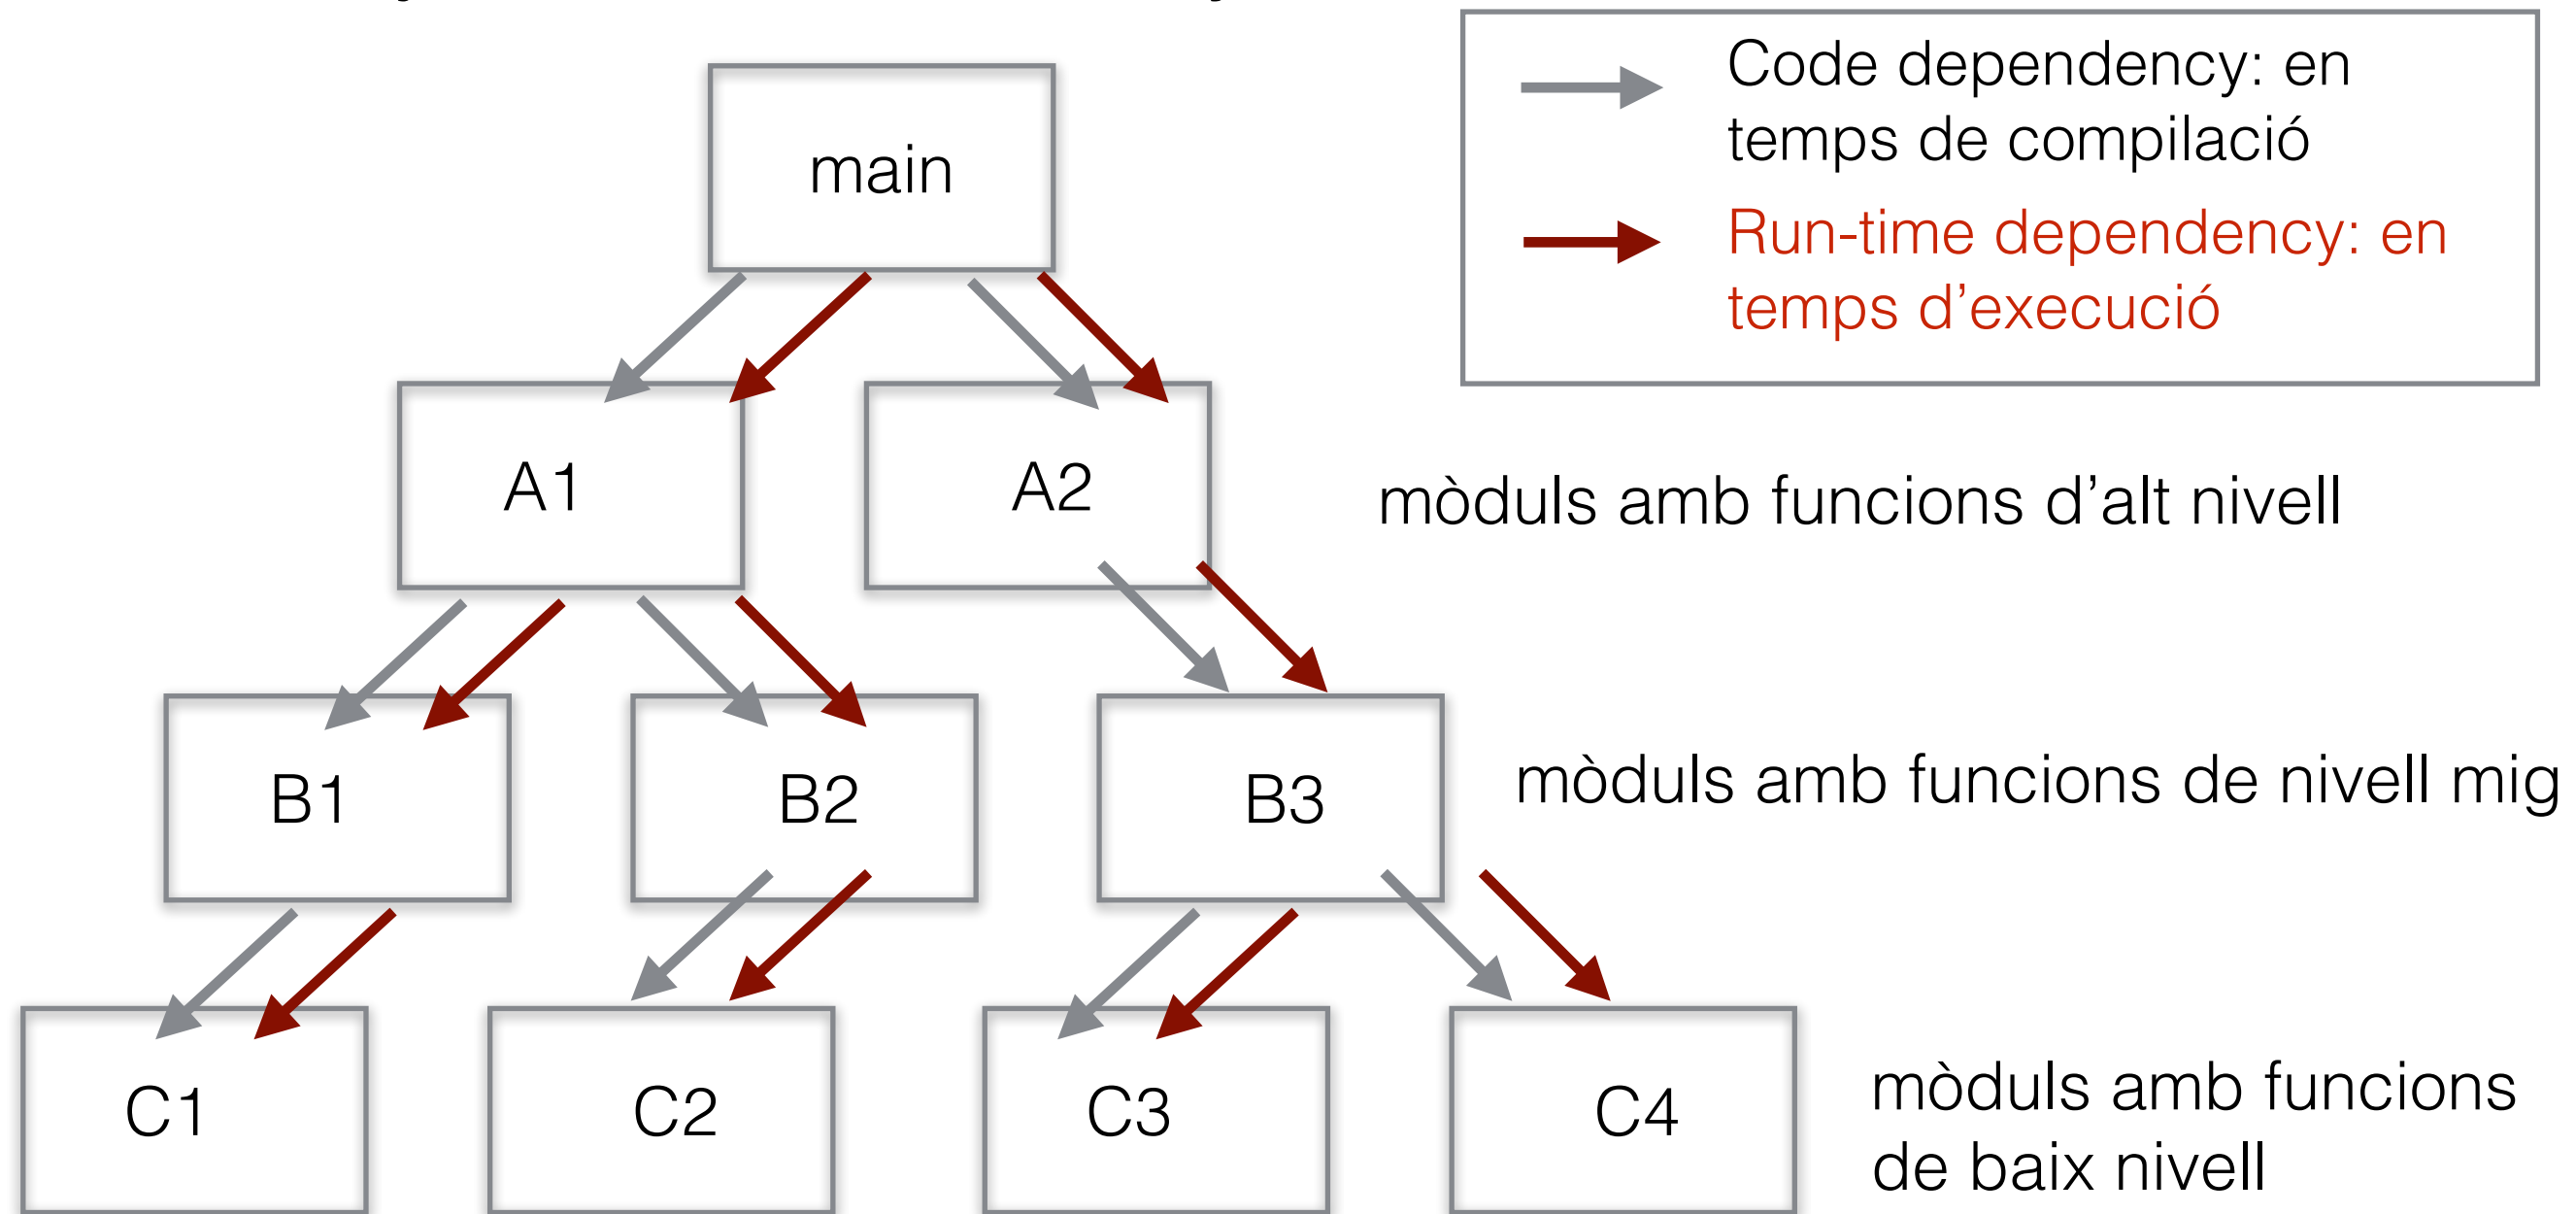 Code dependency: en
temps de compilació
Run-time dependency: en
temps d’execució
main
A1
A2
mòduls amb funcions d’alt nivell
B1
B2
B3
mòduls amb funcions de nivell mig
C1
C2
C3
C4
mòduls amb funcions
de baix nivell